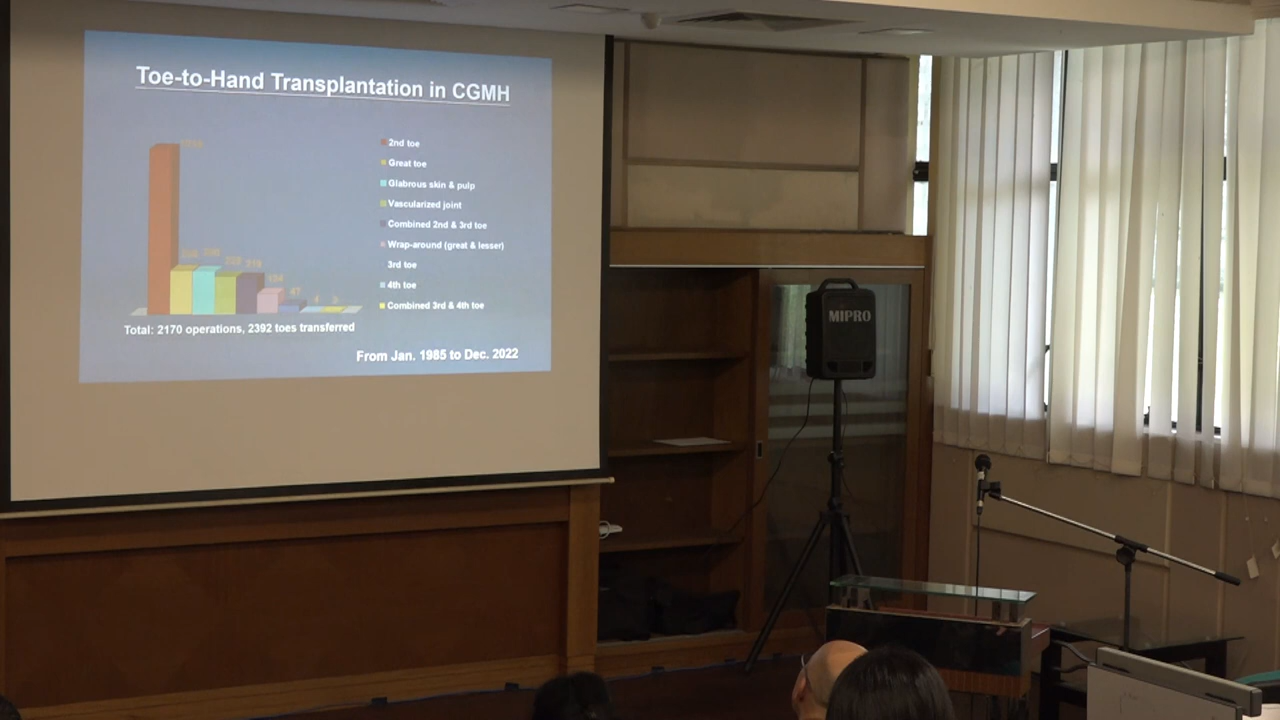 Toe-to-Hand Transplantation in CGMH
2nd toe
Great toe
Glabrous skin & pulp
Vascularized joint
Combined 2nd & 3rd toe
Wrap-around (great & lesser)
3rd toe
4th toe
Combined 3rd & 4th toe
Total: 2170 operations, 2392 toes transferred
From Jan. 1985 to Dec. 2022
MIPRO